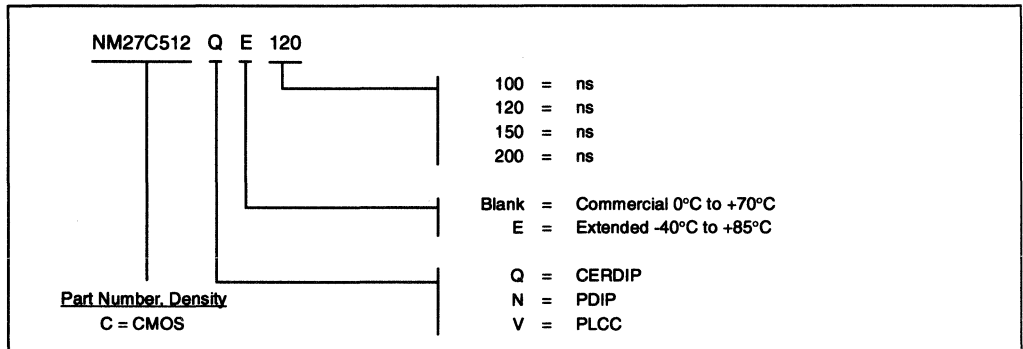 NM27C512 Q E 120
100 = ns
120 = ns
150 = ns
200 = ns
Blank = Commercial 0°C to +70°C
E = Extended -40°C to +85°C
Q = CERDIP
N = PDIP
V = PLCC
Part Number, Density
C = CMOS